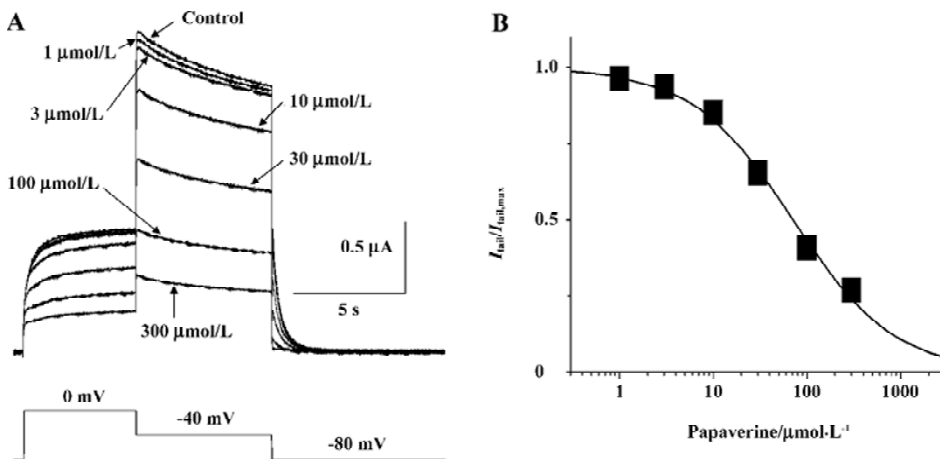 A
Control
1 μmol/L
3 μmol/L
10 μmol/L
30 μmol/L
100 μmol/L
0.5 μA
5 s
300 μmol/L
0 mV
-40 mV
-80 mV
B
1.0
0.5
0
Itail/Itail,max
1 10 100 1000
Papaverine/μmol·L-1